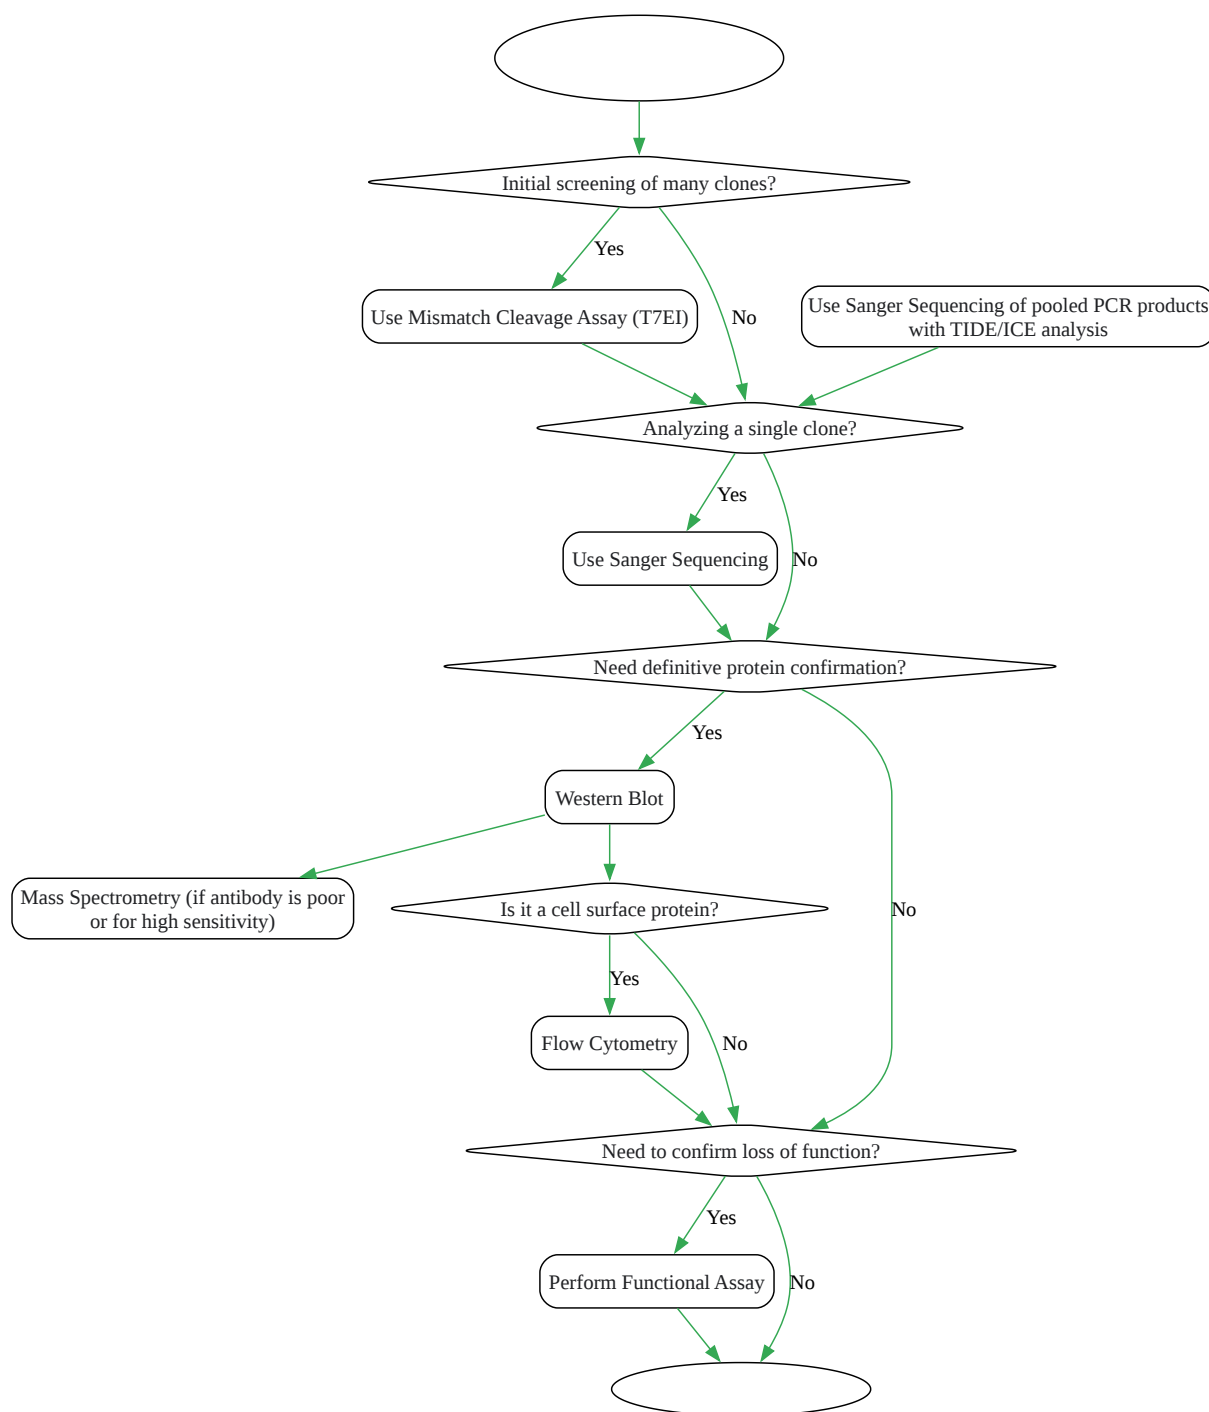 Initial screening of many clones?
Yes
Use Mismatch Cleavage Assay (T7EI)
No
Use Sanger Sequencing of pooled PCR products
with TIDE/ICE analysis
Analyzing a single clone?
Yes
Use Sanger Sequencing
No
Need definitive protein confirmation?
Yes
Western Blot
Mass Spectrometry (if antibody is poor
or for high sensitivity)
Is it a cell surface protein?
No
Yes
Flow Cytometry
No
Need to confirm loss of function?
Yes
Perform Functional Assay
No